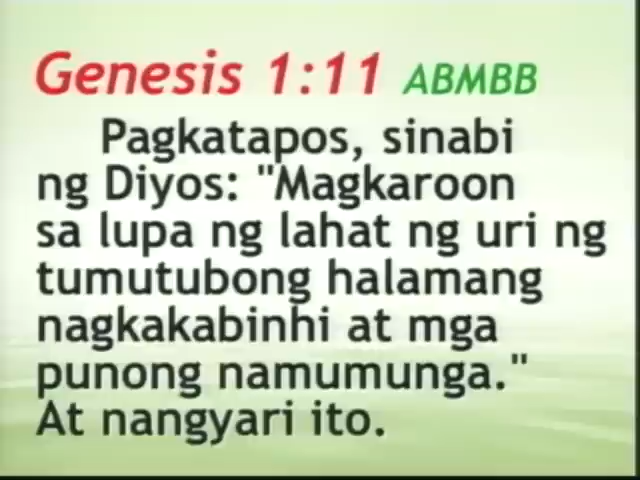 Genesis 1:11 ABMBB
Pagkatapos, sinabi
ng Diyos: "Magkaroon
sa lupa ng lahat ng uri ng
tumutubong halamang
nagkakabinhi at mga
punong namumunga."
At nangyari ito.